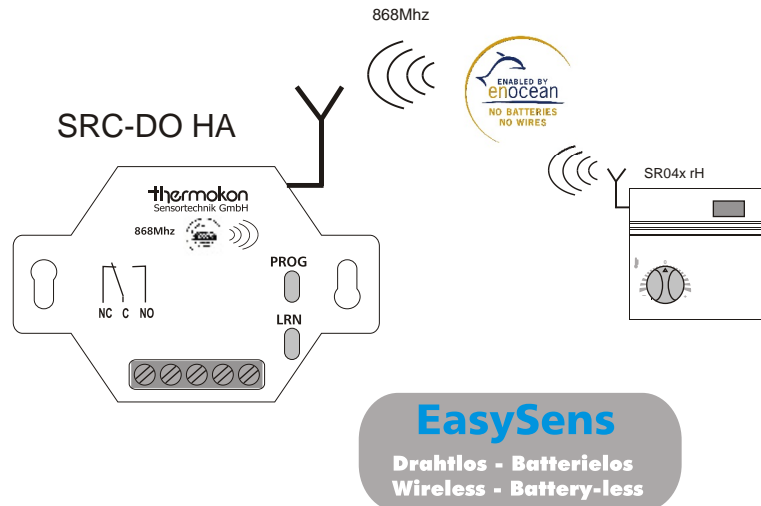 868Mhz
ENABLED BY
enocean
NO BATTERIES
NO WIRES
SRC-DO HA
SR04x rH
thermokon
Sensortechnik GmbH
868Mhz
PROG
NC C NO
LRN
EasySens
Drahtlos - Batterielos
Wireless - Battery-less